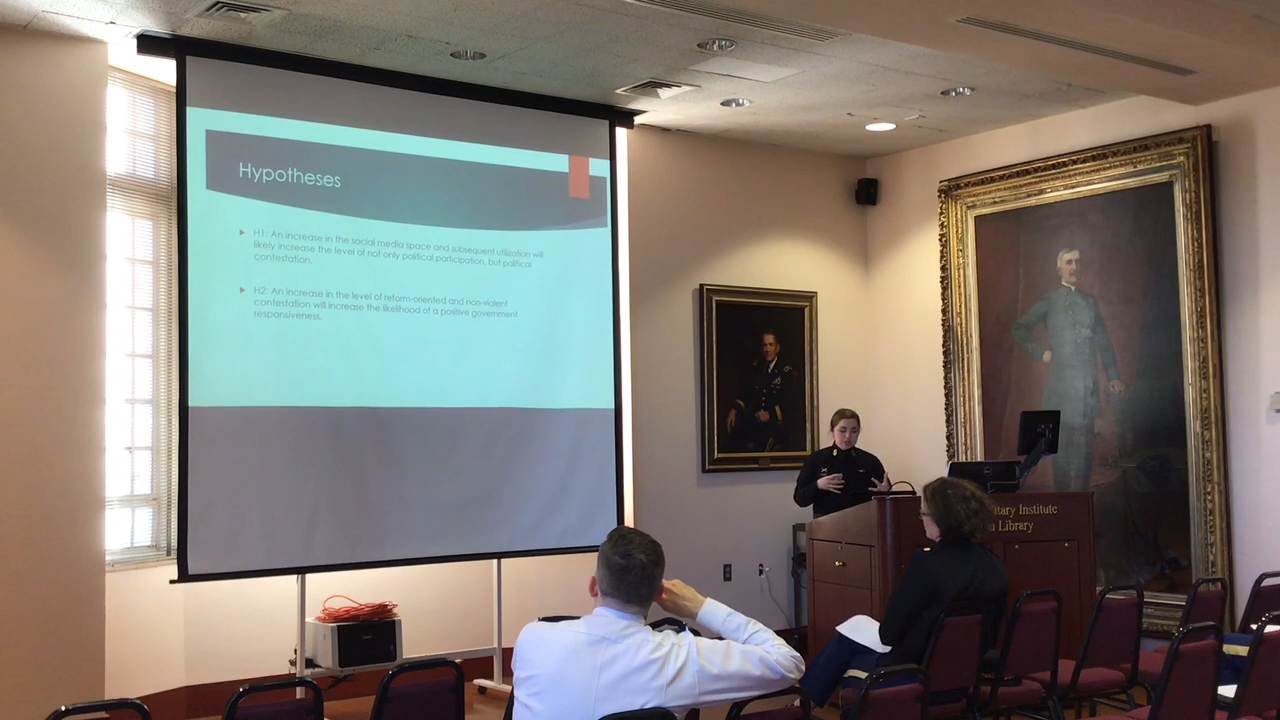 Hypotheses
H1: An increase in the social media space and subsequent utilization will
likely increase the level of not only political participation, but political
contestation.
H2: An increase in the level of reform-oriented and non-violent
contestation will increase the likelihood of a positive government
responsiveness.
litary Institute
Library